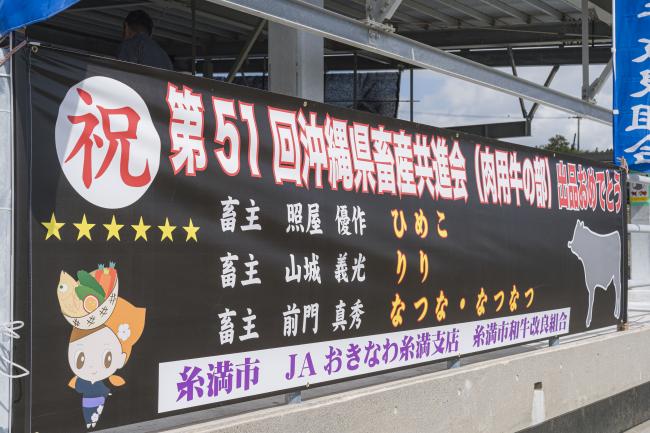 祝
第51回沖縄県畜産共進会(肉用牛の部)出品おめでとう
畜主 照屋 優作 ひめこ
畜主 山城 義光 りり
畜主 前門 真秀 なつな・なつなつ
糸満市 JAおきなわ糸満支店 糸満市和牛改良組合